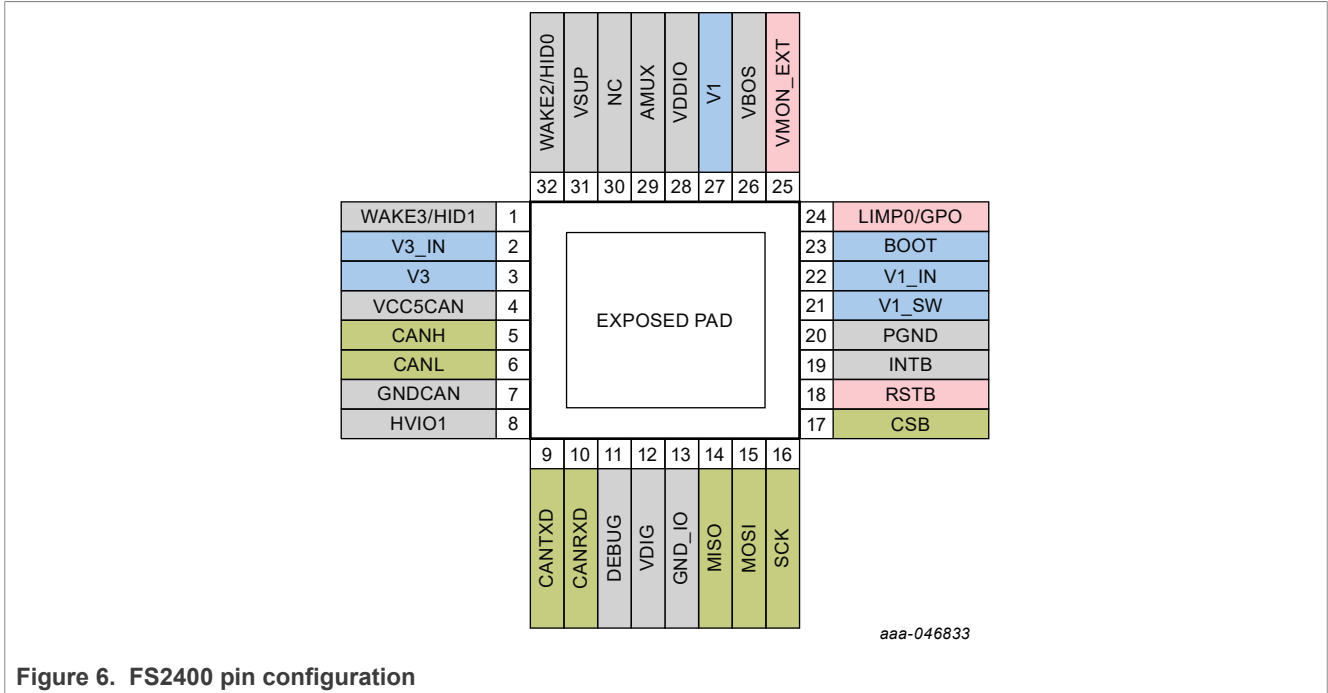 WAKE2/HID0
VSUP
NC
AMUX
VDDIO
V1
VBOS
VMON_EXT
32 31 30 29 28 27 26 25
WAKE3/HID1 1
V3_IN 2
V3 3
VCC5CAN 4
CANH 5
CANL 6
GNDCAN 7
HVIO1 8
EXPOSED PAD
24 LIMP0/GPO
23 BOOT
22 V1_IN
21 V1_SW
20 PGND
19 INTB
18 RSTB
17 CSB
9 10 11 12 13 14 15 16
CANTXD
CANRXD
DEBUG
VDIG
GND_IO
MISO
MOSI
SCK
aaa-046833
Figure 6. FS2400 pin configuration